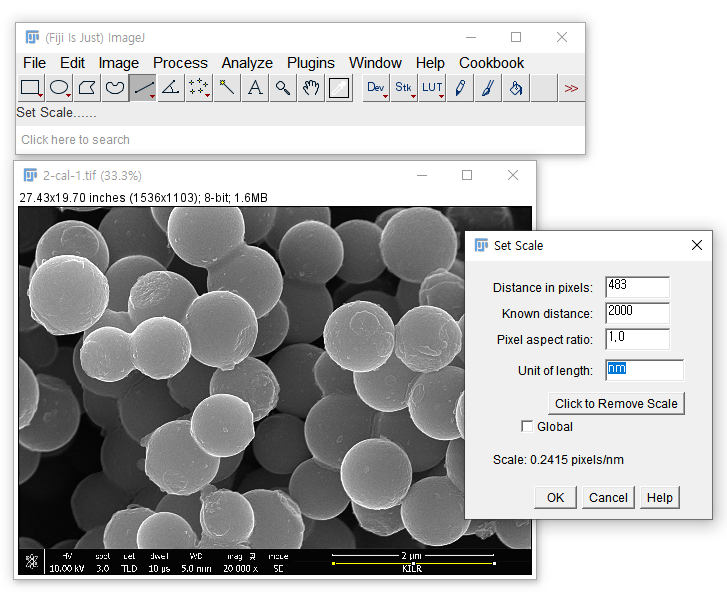 (Fiji Is Just) ImageJ
File Edit Image Process Analyze Plugins Window Help Cookbook
A Dev Stk LUT >>
Set Scale......
Click here to search
2-cal-1.tif (33.3%)
27.43x19.70 inches (1536x1103); 8-bit; 1.6MB
HV spot det dwell WD mag mode
10.00 kV 3.0 TLD 10 µs 5.0 mm 20 000 x SE
2 µm
KILR
Set Scale
Distance in pixels: 483
Known distance: 2000
Pixel aspect ratio: 1,0
Unit of length: nm
Click to Remove Scale
Global
Scale: 0.2415 pixels/nm
OK Cancel Help